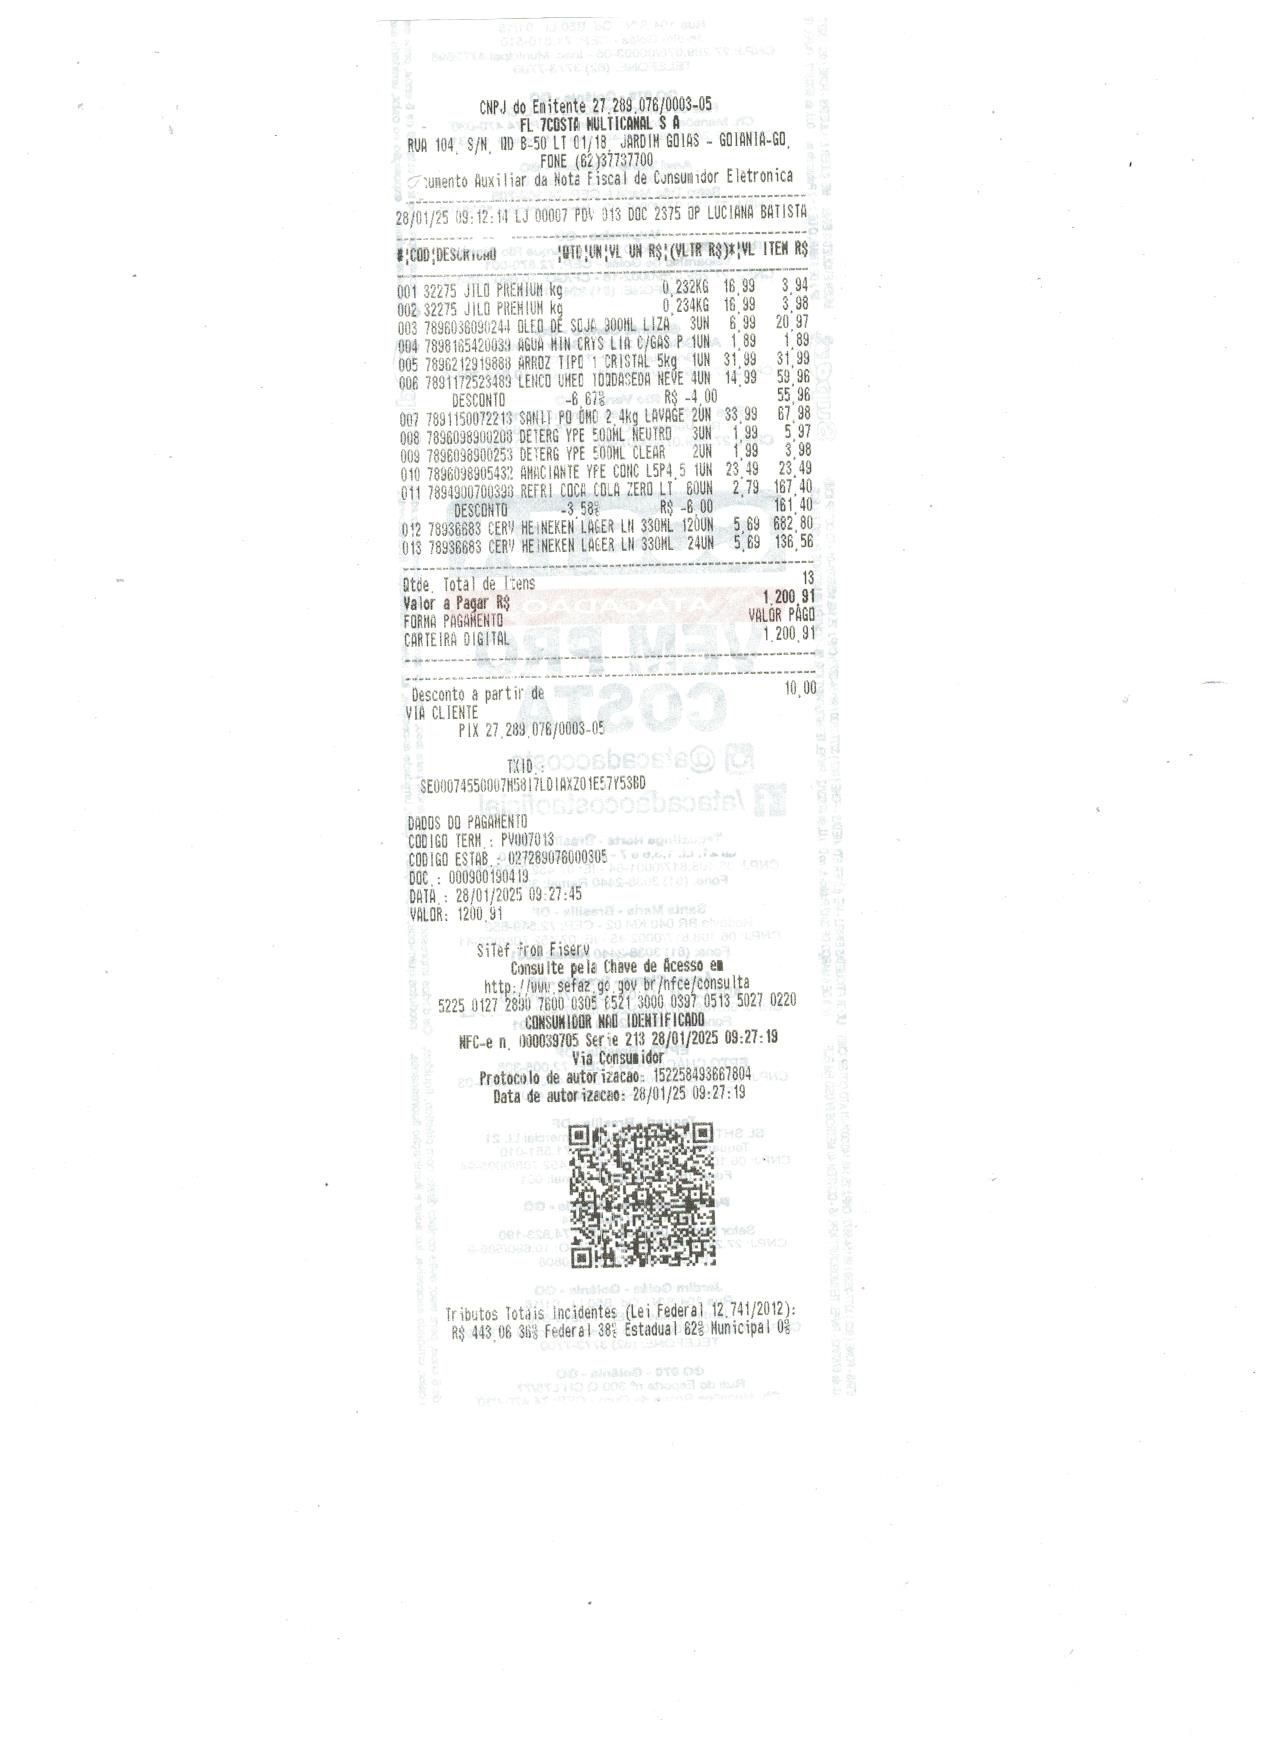 CNPJ do Emitente 27.289.076/0003-05
FL 7COSTA MULTICANAL S A
RUA 104, S/N, QD B-50 LT 01/18, JARDIM GOIAS - GOIANIA-GO,
FONE (62)37737700
umento Auxiliar da Nota Fiscal de Consumidor Eletronica
28/01/25 09:12:14 LJ 00007 PDV 013 DOC 2375 OP LUCIANA BATISTA
#¦COD¦DESCRICAO ¦QTD¦UN¦VL UN R$¦(VLTR R$)*¦VL ITEM R$
001 32275 JILO PREMIUM kg 0,232KG 16,99 3,94
002 32275 JILO PREMIUM kg 0,234KG 16,99 3,98
003 7896036090244 OLEO DE SOJA 900ML LIZA 3UN 6,99 20,97
004 7898165420039 AGUA MIN CRYS LIA C/GAS P 1UN 1,89 1,89
005 7896212919888 ARROZ TIPO 1 CRISTAL 5kg 1UN 31,99 31,99
006 7891172523489 LENCO UMED TODDASEDA NEVE 4UN 14,99 59,96
DESCONTO -6,67% R$ -4,00 55,96
007 7891150072213 SANIT PO OMO 2,4kg LAVAGE 2UN 33,99 67,98
008 7896098900208 DETERG YPE 500ML NEUTRO 3UN 1,99 5,97
009 7896098900253 DETERG YPE 500ML CLEAR 2UN 1,99 3,98
010 7896098905432 AMACIANTE YPE CONC L5P4,5 1UN 23,49 23,49
011 7894900700398 REFRI COCA COLA ZERO LT 60UN 2,79 167,40
DESCONTO -3,58% R$ -6,00 161,40
012 78936683 CERV HEINEKEN LAGER LN 330ML 120UN 5,69 682,80
013 78936683 CERV HEINEKEN LAGER LN 330ML 24UN 5,69 136,56
Qtde. Total de Itens 13
Valor a Pagar R$ 1.200,91
FORMA PAGAMENTO VALOR PAGO
CARTEIRA DIGITAL 1.200,91
Desconto a partir de 10,00
VIA CLIENTE
PIX 27.289.076/0003-05
TXID.:
SE00074550007M5817LDIAXZ01E57Y53BD
DADOS DO PAGAMENTO
CODIGO TERM.: PV007013
CODIGO ESTAB.: 027289076000305
DOC.: 000900190419
DATA.: 28/01/2025 09:27:45
VALOR: 1200,91
SiTef from Fiserv
Consulte pela Chave de Acesso em
http://www.sefaz.go.gov.br/nfce/consulta
5225 0127 2890 7600 0305 6521 3000 0397 0513 5027 0220
CONSUMIDOR NAO IDENTIFICADO
NFC-e n. 000039705 Serie 213 28/01/2025 09:27:19
Via Consumidor
Protocolo de autorizacao: 152258493667804
Data de autorizacao: 28/01/25 09:27:19
Tributos Totais Incidentes (Lei Federal 12.741/2012):
R$ 443,06 36% Federal 38% Estadual 62% Municipal 0%